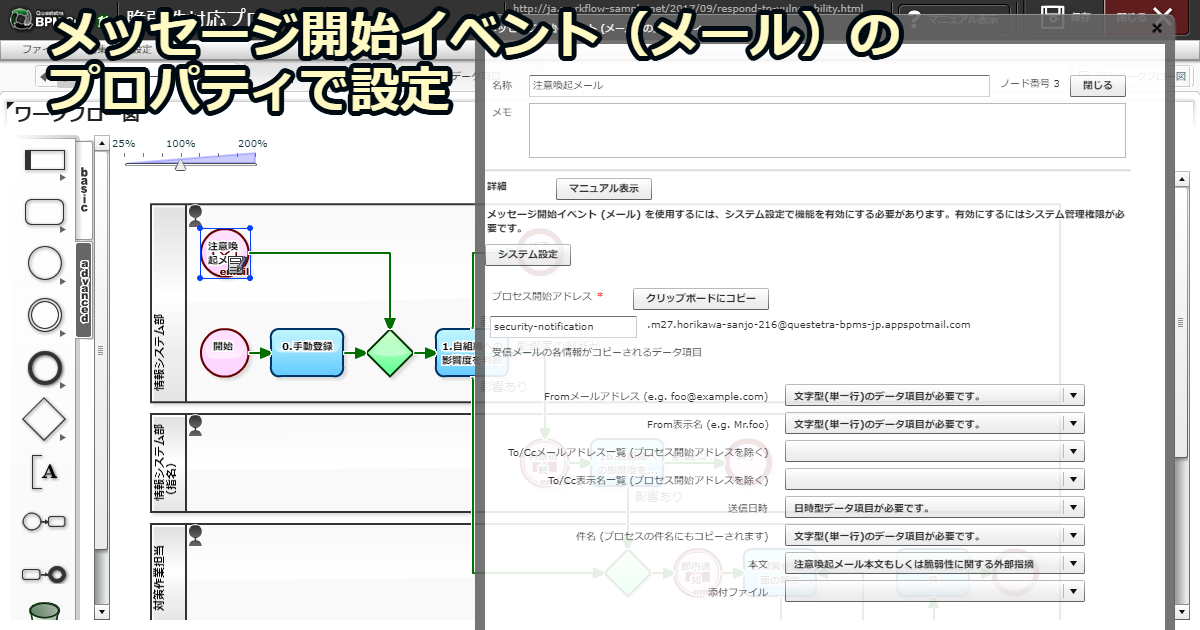 メッセージ開始イベント（メール）の
プロパティで設定
http://ja.workflow-sample.net/2017/09/respond-to-vulnerability.html
Questetra
BPM
マニュアル表示
保存
閉じる
ワークフロー図
25%
100%
200%
basic
advanced
名称
注意喚起メール
ノード番号 3
閉じる
メモ
詳細
マニュアル表示
メッセージ開始イベント (メール) を使用するには、システム設定で機能を有効にする必要があります。有効にするにはシステム管理権限が必
要です。
システム設定
プロセス開始アドレス *
クリップボードにコピー
security-notification
.m27.horikawa-sanjo-216@questetra-bpms-jp.appspotmail.com
受信メールの各情報がコピーされるデータ項目
Fromメールアドレス (e.g. foo@example.com)
文字型(単一行)のデータ項目が必要です。
From表示名 (e.g. Mr.foo)
文字型(単一行)のデータ項目が必要です。
To/Ccメールアドレス一覧 (プロセス開始アドレスを除く)
To/Cc表示名一覧 (プロセス開始アドレスを除く)
送信日時
日時型データ項目が必要です。
件名 (プロセスの件名にもコピーされます)
文字型(単一行)のデータ項目が必要です。
本文
注意喚起メール本文もしくは脆弱性に関する外部指摘
添付ファイル
情報システム部
注意喚
起メ
email
開始
0.手動登録
1.自組織への
影響度を判断
影響あり
情報システム部
(指名)
影響あり
対策作業担当
部内通
知
A